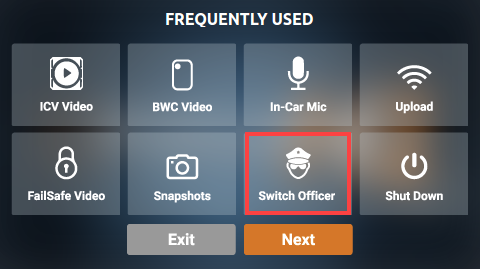 FREQUENTLY USED
ICV Video
BWC Video
In-Car Mic
Upload
FailSafe Video
Snapshots
Switch Officer
Shut Down
Exit
Next